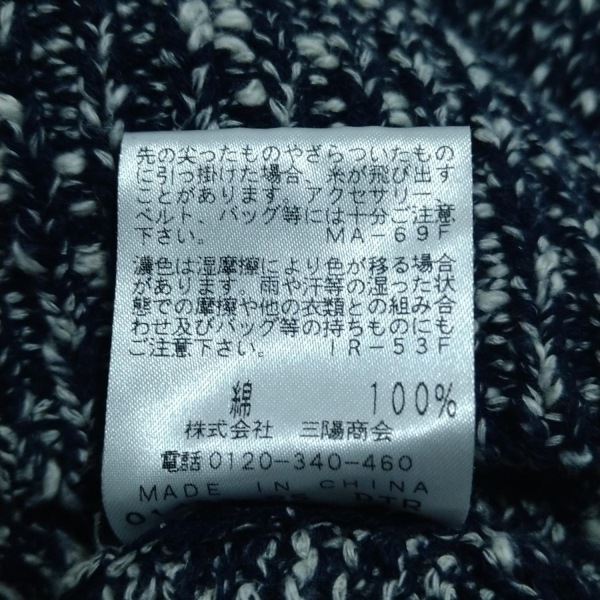 先の尖ったものやざらついたもの
に引っ掛けた場合、糸が飛び出す
ことがあります。アクセサリー、
ベルト、バッグ等には十分ご注意
下さい。 MA-69F
濃色は湿摩擦により色が移る場合
があります。雨や汗等の湿った状
態での摩擦や他の衣類との組み合
わせ及びバッグ等の持ちものにも
ご注意下さい。 IR-53F
綿 100%
株式会社 三陽商会
電話0120-340-460
MADE IN CHINA
DTR